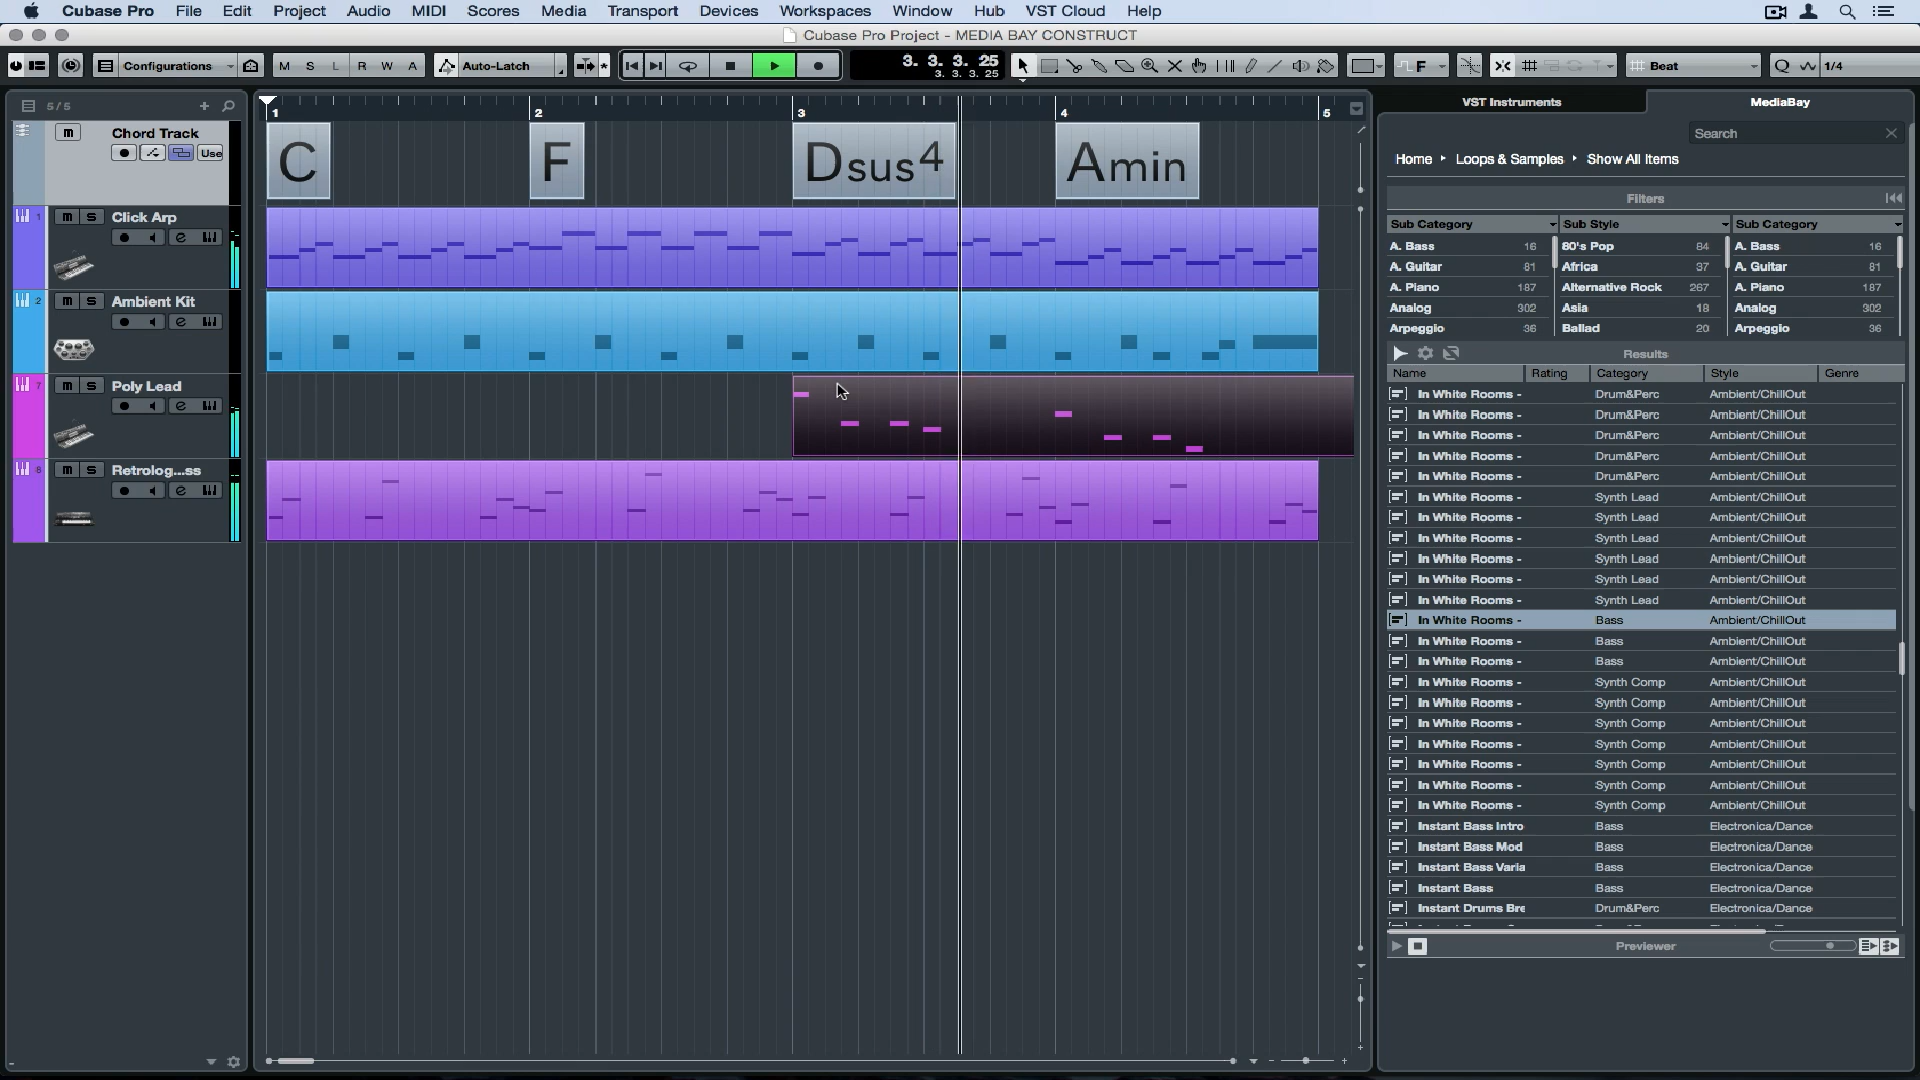 Cubase Pro File Edit Project Audio MIDI Scores Media Transport Devices Workspaces Window Hub VST Cloud Help
Cubase Pro Project - MEDIA BAY CONSTRUCT
Configurations M S L R W A Auto-Latch 3. 3. 3. 25 F Beat Q 1/4
3. 3. 3. 25
5/5
1 2 3 4 5
m Chord Track
Use
C F Dsus4 Amin
1 m S Click Arp
e
2 m S Ambient Kit
e
7 m S Poly Lead
e
8 m S Retrolog...ss
e
VST Instruments MediaBay
Search
Home Loops & Samples Show All Items
Filters
Sub Category Sub Style Sub Category
A. Bass 16 80's Pop 84 A. Bass 16
A. Guitar 81 Africa 37 A. Guitar 81
A. Piano 187 Alternative Rock 267 A. Piano 187
Analog 302 Asia 18 Analog 302
Arpeggio 36 Ballad 20 Arpeggio 36
Results
Name Rating Category Style Genre
In White Rooms - Drum&Perc Ambient/ChillOut
In White Rooms - Drum&Perc Ambient/ChillOut
In White Rooms - Drum&Perc Ambient/ChillOut
In White Rooms - Drum&Perc Ambient/ChillOut
In White Rooms - Drum&Perc Ambient/ChillOut
In White Rooms - Synth Lead Ambient/ChillOut
In White Rooms - Synth Lead Ambient/ChillOut
In White Rooms - Synth Lead Ambient/ChillOut
In White Rooms - Synth Lead Ambient/ChillOut
In White Rooms - Synth Lead Ambient/ChillOut
In White Rooms - Synth Lead Ambient/ChillOut
In White Rooms - Bass Ambient/ChillOut
In White Rooms - Bass Ambient/ChillOut
In White Rooms - Bass Ambient/ChillOut
In White Rooms - Synth Comp Ambient/ChillOut
In White Rooms - Synth Comp Ambient/ChillOut
In White Rooms - Synth Comp Ambient/ChillOut
In White Rooms - Synth Comp Ambient/ChillOut
In White Rooms - Synth Comp Ambient/ChillOut
In White Rooms - Synth Comp Ambient/ChillOut
In White Rooms - Synth Comp Ambient/ChillOut
Instant Bass Intro Bass Electronica/Dance
Instant Bass Mod Bass Electronica/Dance
Instant Bass Varia Bass Electronica/Dance
Instant Bass Bass Electronica/Dance
Instant Drums Bre Drum&Perc Electronica/Dance
Previewer